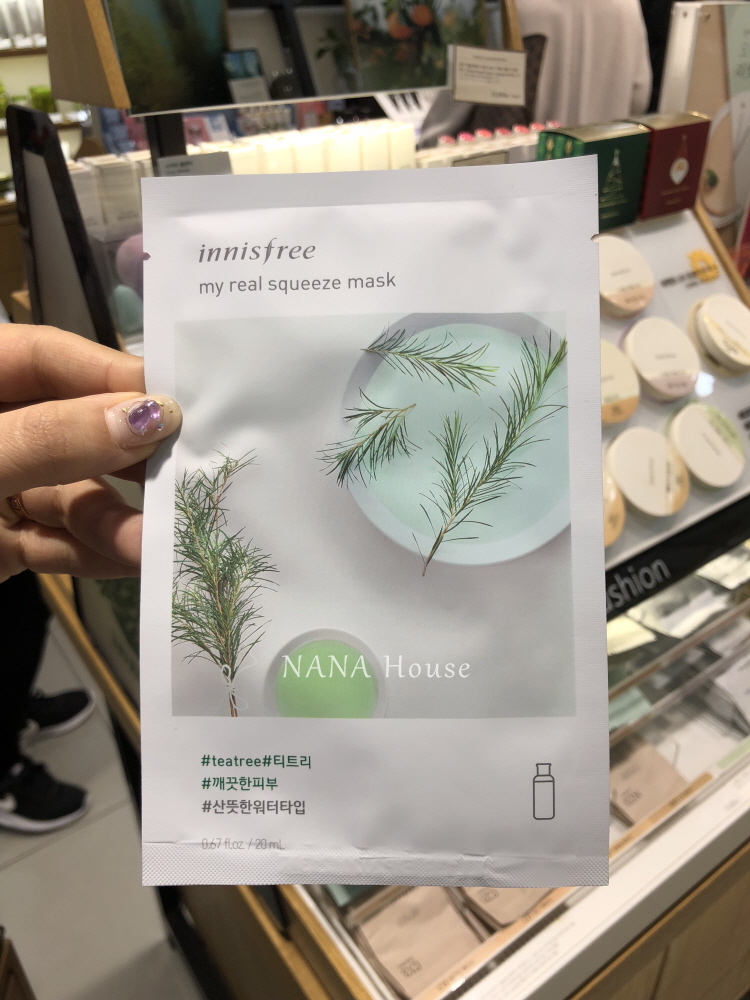 innisfree
my real squeeze mask
NANA House
#teatree#티트리
#깨끗한피부
#산뜻한워터타입
0.67 fl.oz. / 20 mL